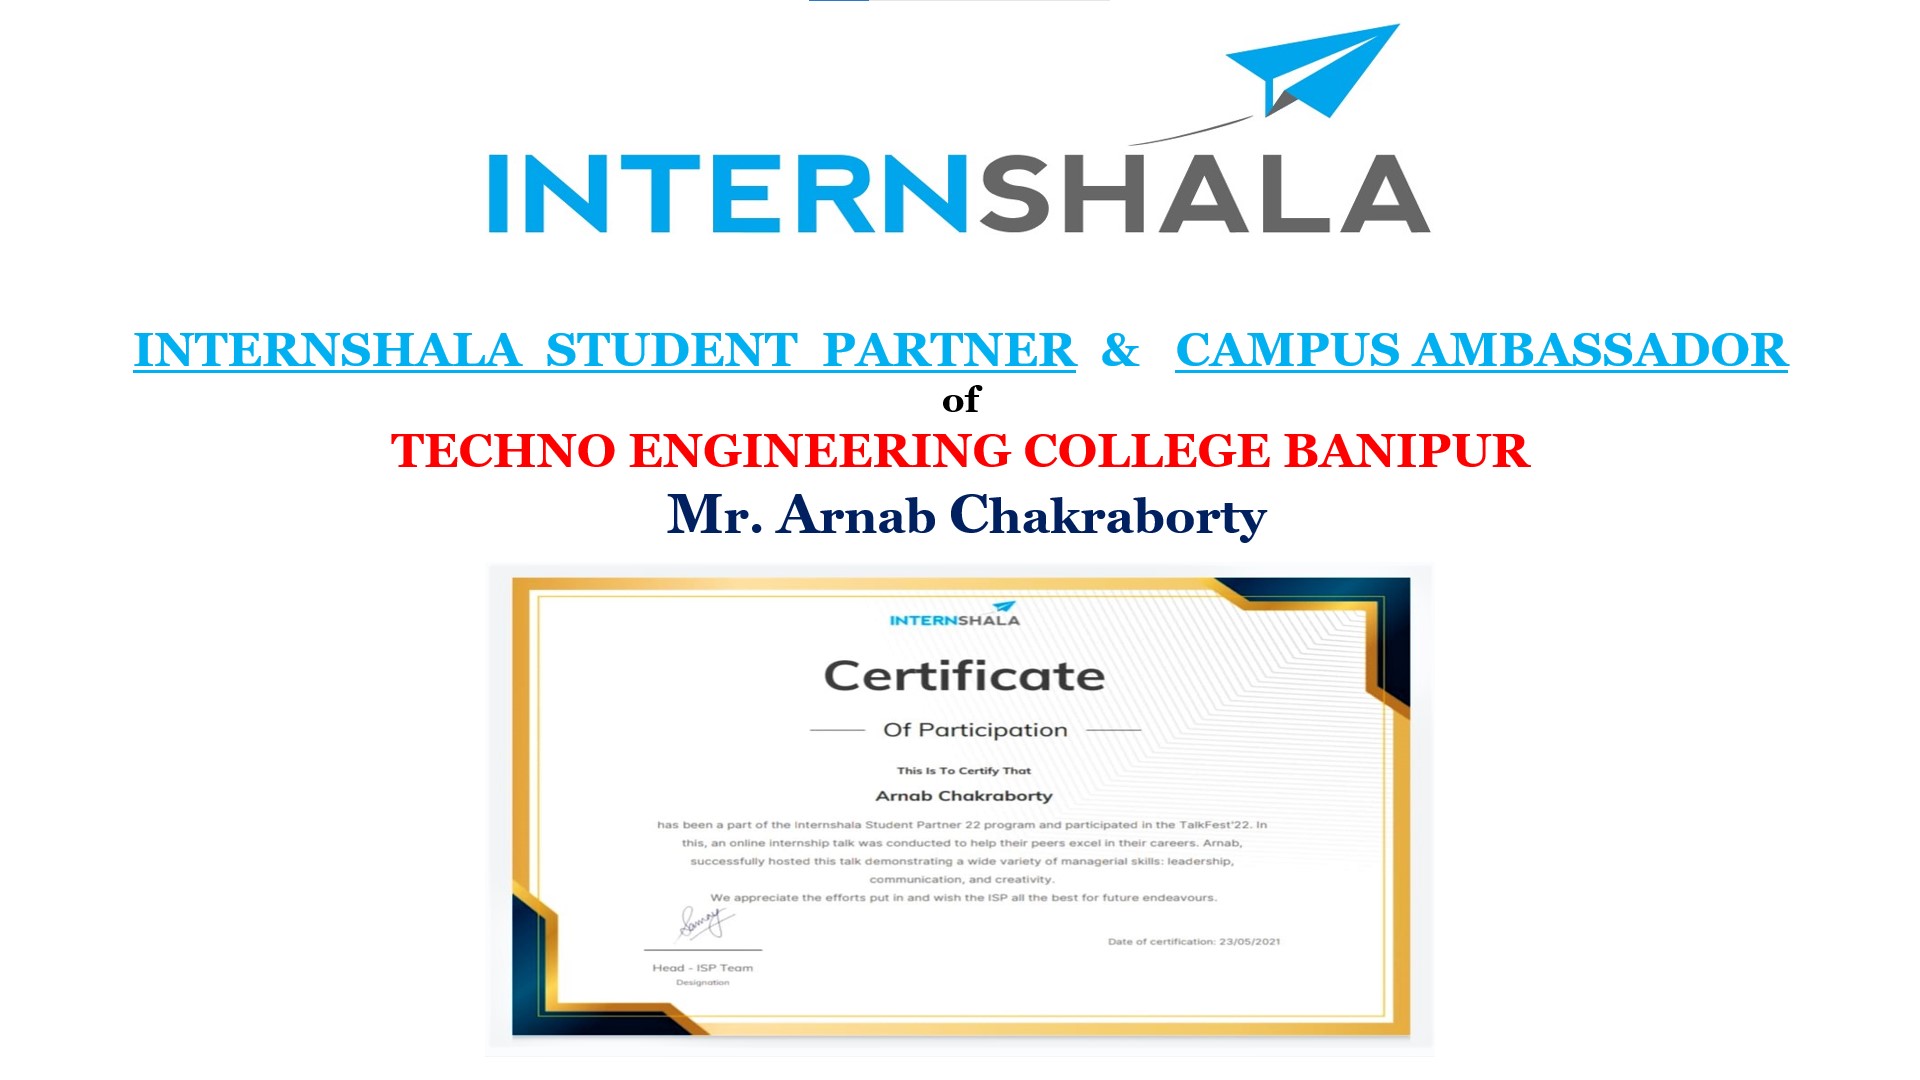 INTERNSHALA
INTERNSHALA STUDENT PARTNER & CAMPUS AMBASSADOR
of
TECHNO ENGINEERING COLLEGE BANIPUR
Mr. Arnab Chakraborty
INTERNSHALA
Certificate
Of Participation
This Is To Certify That
Arnab Chakraborty
has been a part of the Internshala Student Partner 22 program and participated in the TalkFest'22. In
this, an online internship talk was conducted to help their peers excel in their careers. Arnab,
successfully hosted this talk demonstrating a wide variety of managerial skills: leadership,
communication, and creativity.
We appreciate the efforts put in and wish the ISP all the best for future endeavours.
Date of certification: 23/05/2021
Head - ISP Team
Designation